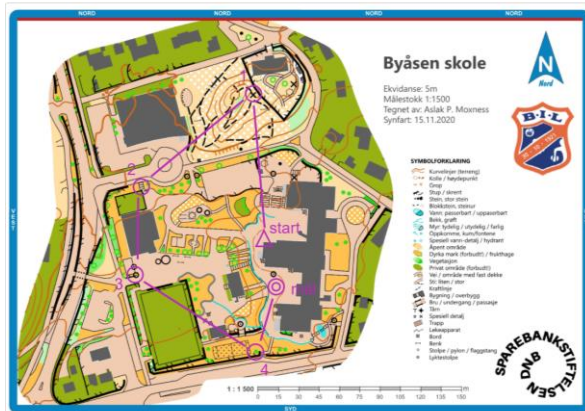 NORD NORD NORD NORD
Byåsen skole
Ekvidanse: 5m
Målestokk 1:1500
Tegnet av: Aslak P. Moxness
Synfart: 15.11.2020
N
Nord
B·I·L
SYMBOLFORKLARING
Kurvelinjer (terreng)
Kolle / høydepunkt
Grop
Stup / skrent
Stein, stor stein
Blokkstein, steinur
Vann: passerbart / uppaserbart
Bekk, grøft
Myr: tydelig / utydelig / farlig
Oppkomme, kum/fontene
Spesiell vann-detalj / hydrant
Åpent område
Dyrka mark (forbudt) / frukthage
Vegetasjon
Privat område (forbudt)
Vei / område med fast dekke
Sti: liten / stor
Kraftlinje
Bygning / overbygg
Bru / undergang / passasje
Tårn
Spesiell detalj
Trapp
Lekeapparat
Bord
Benk
Stolpe / pylon / flaggstang
Lyktestolpe
1
2
start
3
mål
4
SPAREBANKSTIFTELSEN
DNB
1 : 1 500
0 15 30 45 60 75 90 105 120 135 150
m
SYD